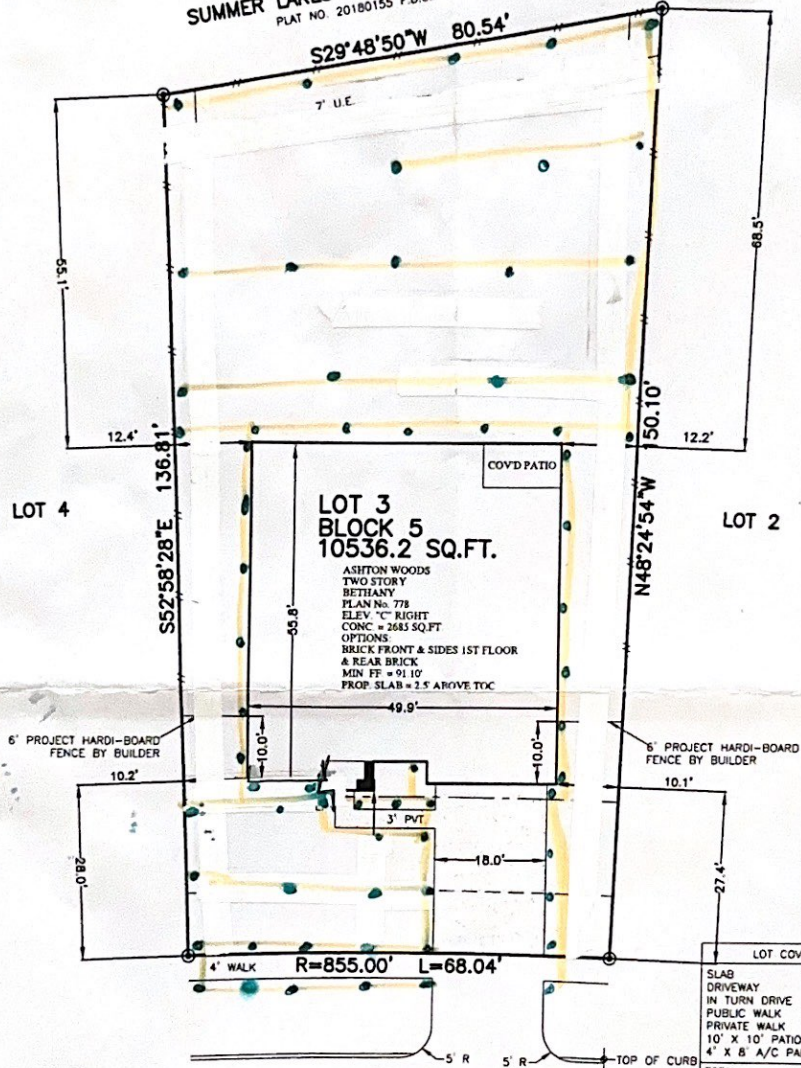 SUMMER
PLAT NO. 20180155
S29°48'50"W 80.54'
7' U.E.
55.1'
68.5'
12.4'
12.2'
S52°58'28"E 136.81'
N48°24'54"W 150.10'
LOT 4
LOT 2
COV'D PATIO
LOT 3
BLOCK 5
10536.2 SQ.FT.
ASHTON WOODS
TWO STORY
BETHANY
PLAN No. 778
ELEV. "C" RIGHT
CONC = 2685 SQ.FT.
OPTIONS:
BRICK FRONT & SIDES 1ST FLOOR
& REAR BRICK
MIN FF = 91.10'
PROP. SLAB = 2.5' ABOVE TOC
55.8'
49.9'
10.0'
10.0'
6' PROJECT HARDI-BOARD
FENCE BY BUILDER
6' PROJECT HARDI-BOARD
FENCE BY BUILDER
10.2'
10.1'
3' PVT.
18.0'
28.0'
27.4'
4' WALK
R=855.00' L=68.04'
5' R
5' R
TOP OF CURB
LOT COV
SLAB
DRIVEWAY
IN TURN DRIVE
PUBLIC WALK
PRIVATE WALK
10' X 10' PATIO
4' X 8' A/C PA